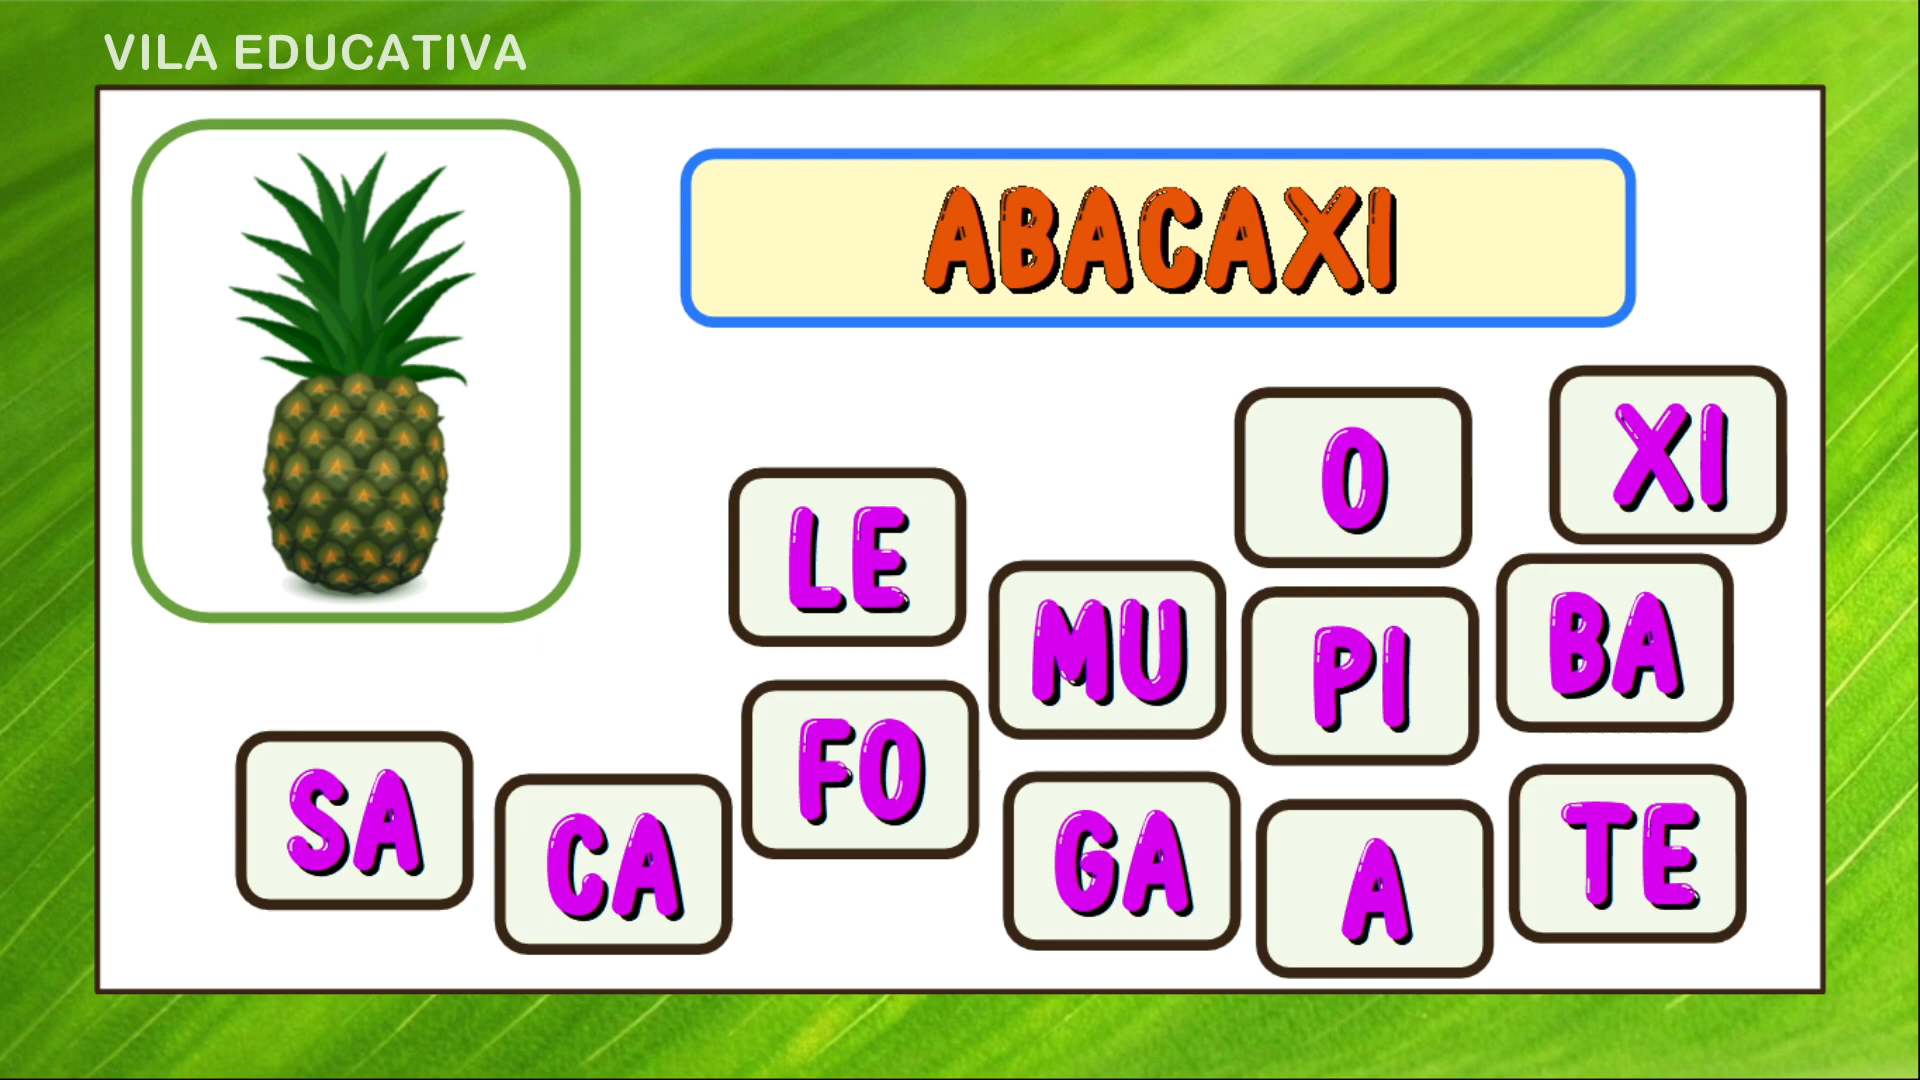 VILA EDUCATIVA
ABACAXI
O
XI
LE
MU
PI
BA
FO
SA
CA
GA
A
TE